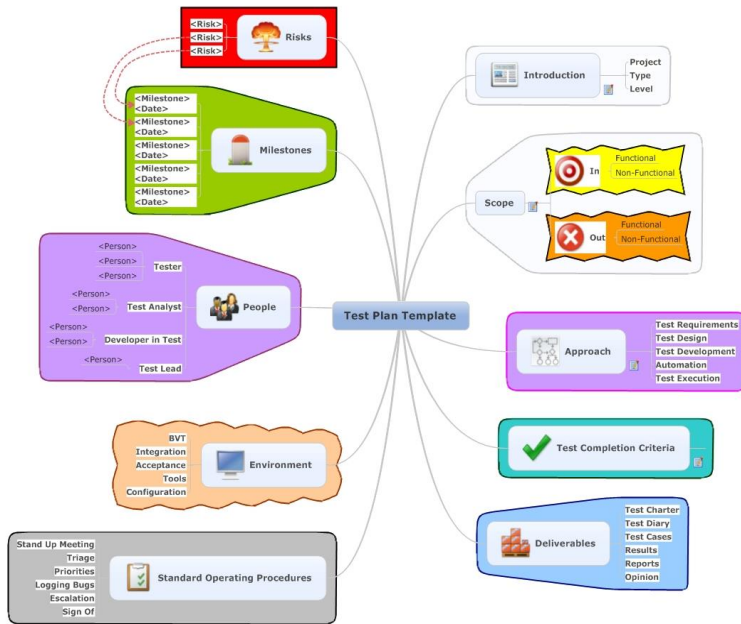 <Risk>
<Risk>
<Risk>
Risks
<Milestone>
<Date>
<Milestone>
<Date>
<Milestone>
<Date>
<Milestone>
<Date>
<Milestone>
<Date>
Milestones
<Person>
<Person>
<Person>
Tester
<Person>
<Person>
Test Analyst
<Person>
<Person>
Developer in Test
<Person>
Test Lead
People
BVT
Integration
Acceptance
Tools
Configuration
Environment
Stand Up Meeting
Triage
Priorities
Logging Bugs
Escalation
Sign Of
Standard Operating Procedures
Test Plan Template
Introduction
Project
Type
Level
Scope
In
Functional
Non-Functional
Out
Functional
Non-Functional
Approach
Test Requirements
Test Design
Test Development
Automation
Test Execution
Test Completion Criteria
Deliverables
Test Charter
Test Diary
Test Cases
Results
Reports
Opinion